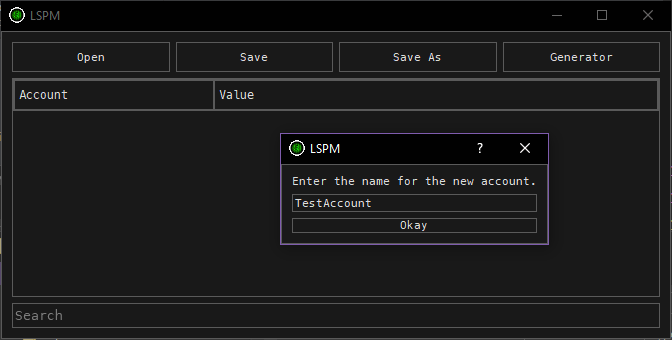 LSPM
Open Save Save As Generator
Account Value
LSPM ?
Enter the name for the new account.
TestAccount
Okay
Search